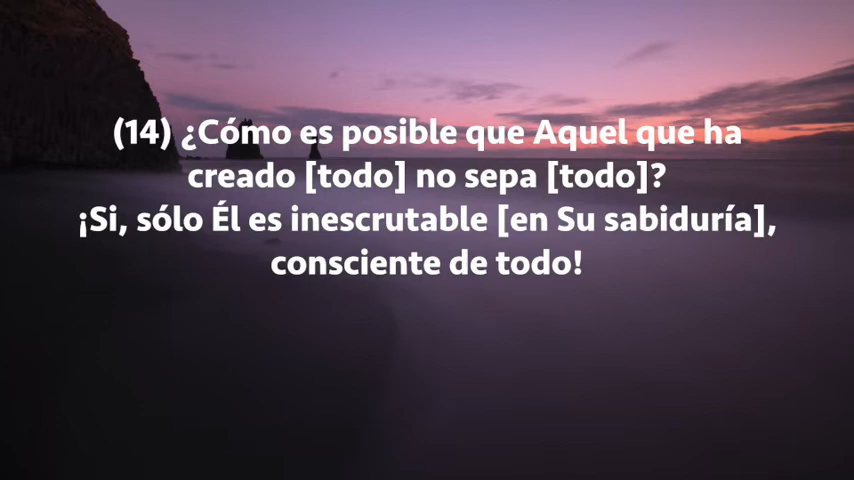 (14) ¿Cómo es posible que Aquel que ha
creado [todo] no sepa [todo]?
¡Si, sólo Él es inescrutable [en Su sabiduría],
consciente de todo!